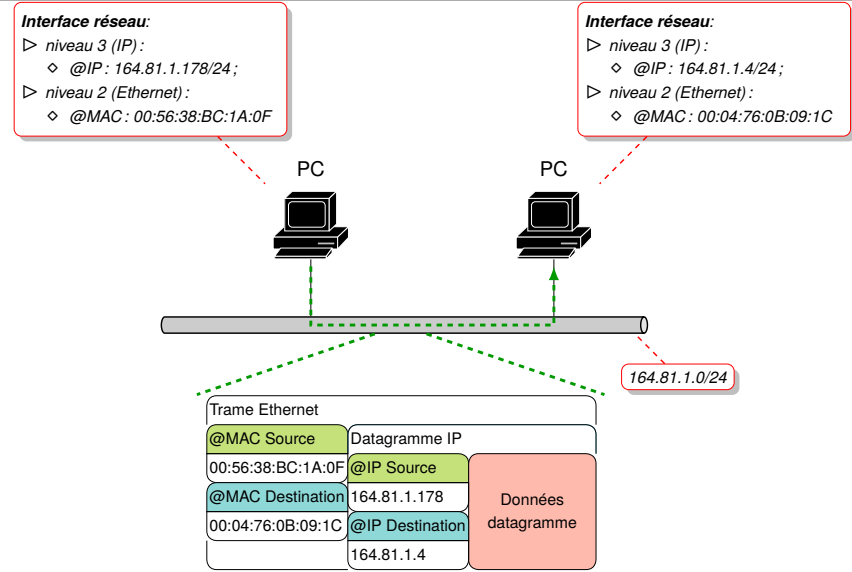 Interface réseau:
▷ niveau 3 (IP) :
◇ @IP : 164.81.1.178/24 ;
▷ niveau 2 (Ethernet) :
◇ @MAC : 00:56:38:BC:1A:0F
Interface réseau:
▷ niveau 3 (IP) :
◇ @IP : 164.81.1.4/24 ;
▷ niveau 2 (Ethernet) :
◇ @MAC : 00:04:76:0B:09:1C
PC
PC
164.81.1.0/24
Trame Ethernet
@MAC Source
00:56:38:BC:1A:0F
@MAC Destination
00:04:76:0B:09:1C
Datagramme IP
@IP Source
164.81.1.178
@IP Destination
164.81.1.4
Données
datagramme